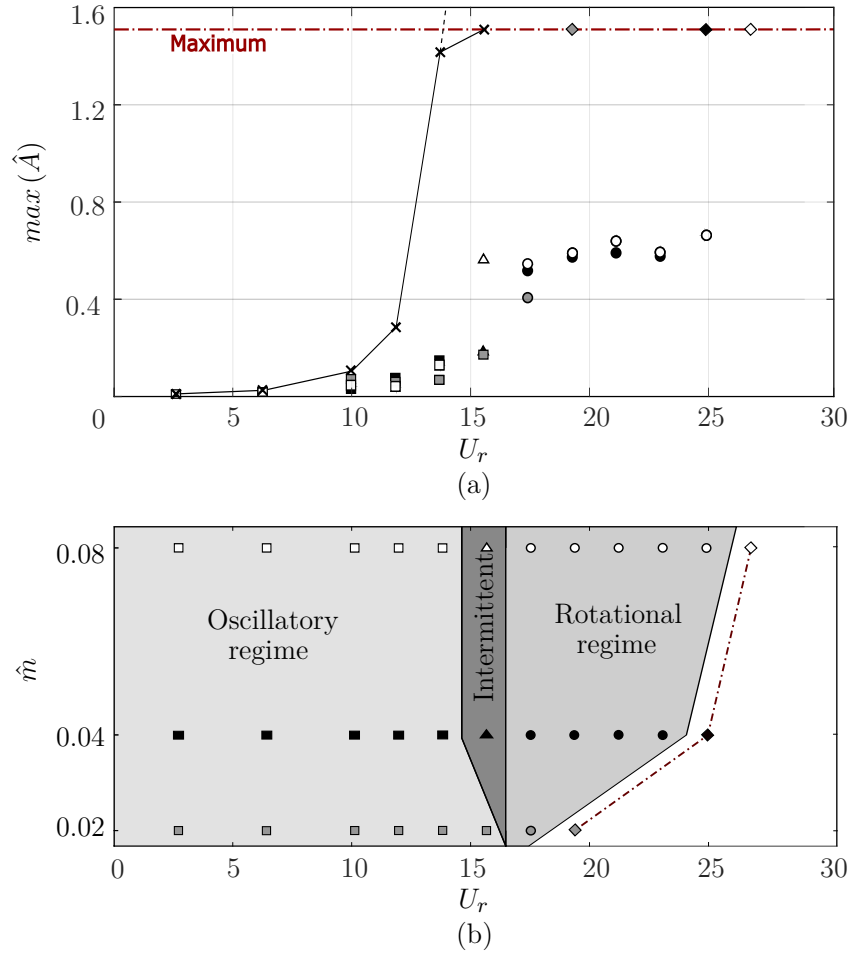 1.6
Maximum
1.2
max (Â)
0.8
0.4
0
5
10
15
20
25
30
U_r
(a)
0.08
Oscillatory
regime
Intermittent
Rotational
regime
m̂
0.04
0.02
0
5
10
15
20
25
30
U_r
(b)